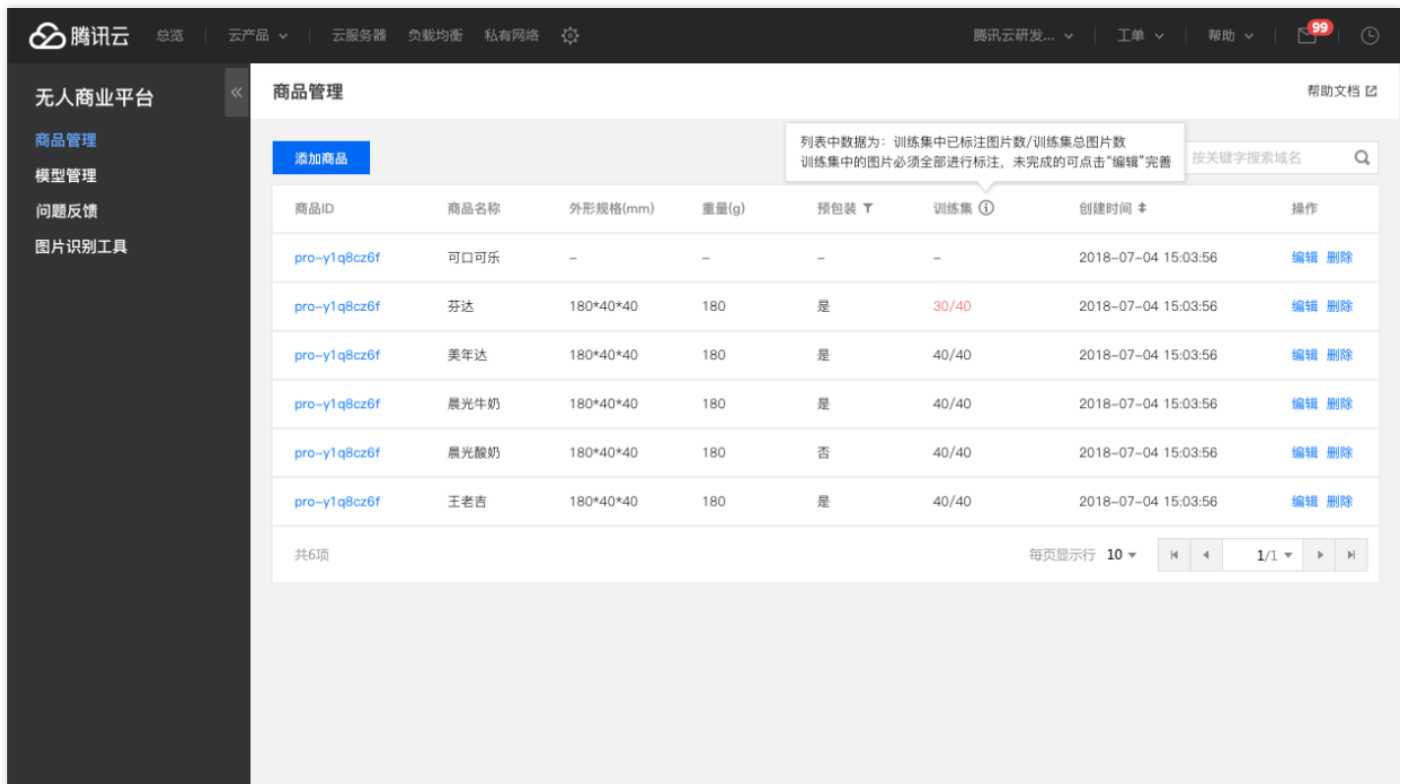 腾讯云 总览 云产品 云服务器 负载均衡 私有网络 腾讯云研发... 工单 帮助 99
无人商业平台
商品管理
模型管理
问题反馈
图片识别工具
商品管理 帮助文档
添加商品
列表中数据为：训练集中已标注图片数/训练集总图片数
训练集中的图片必须全部进行标注，未完成的可点击“编辑”完善
按关键字搜索域名
商品ID 商品名称 外形规格(mm) 重量(g) 预包装 训练集 创建时间 操作
pro-y1q8cz6f 可口可乐 - - - - 2018-07-04 15:03:56 编辑 删除
pro-y1q8cz6f 芬达 180*40*40 180 是 30/40 2018-07-04 15:03:56 编辑 删除
pro-y1q8cz6f 美年达 180*40*40 180 是 40/40 2018-07-04 15:03:56 编辑 删除
pro-y1q8cz6f 晨光牛奶 180*40*40 180 是 40/40 2018-07-04 15:03:56 编辑 删除
pro-y1q8cz6f 晨光酸奶 180*40*40 180 否 40/40 2018-07-04 15:03:56 编辑 删除
pro-y1q8cz6f 王老吉 180*40*40 180 是 40/40 2018-07-04 15:03:56 编辑 删除
共6项 每页显示行 10 1/1